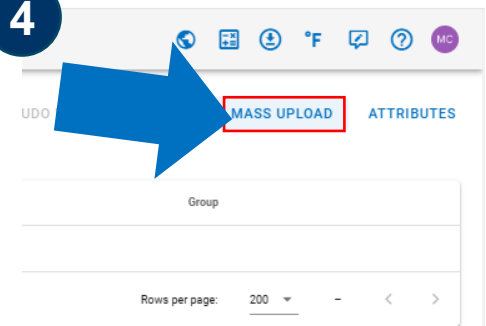 4
°F MC
UDO MASS UPLOAD ATTRIBUTES
Group
Rows per page: 200 –